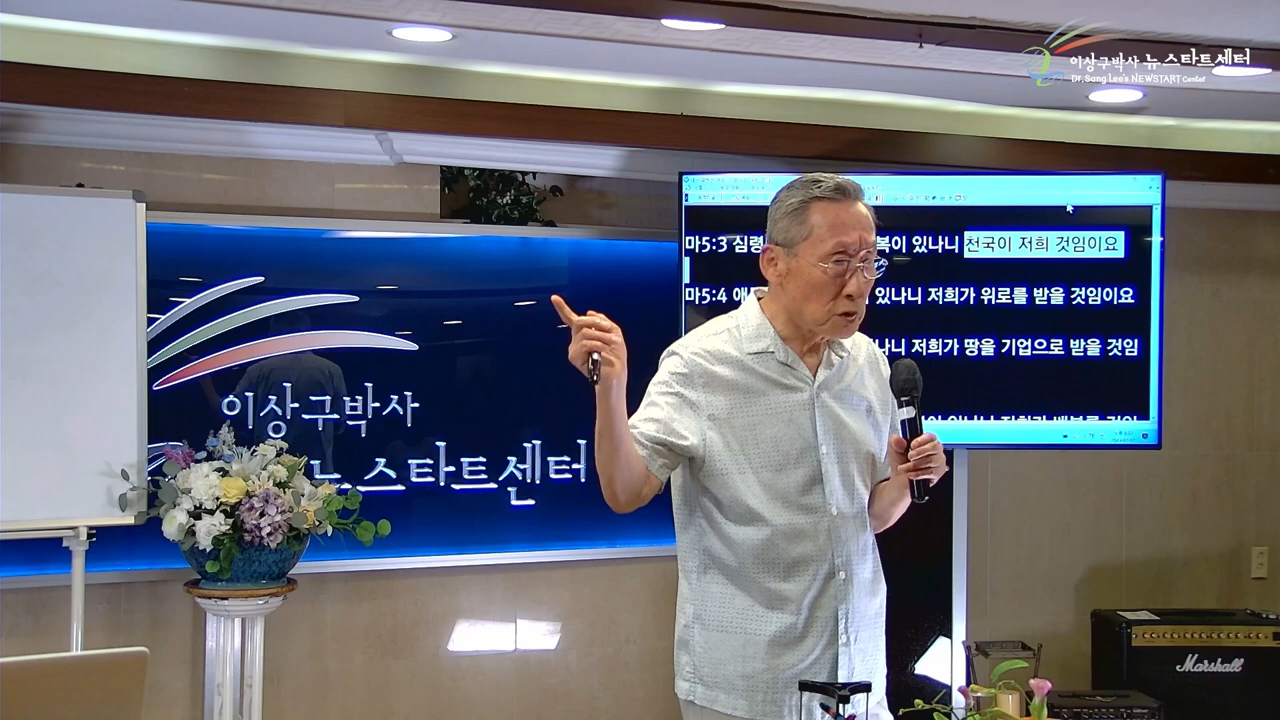 이상구박사 뉴스타트센터
Dr. Sang Lee's NEWSTART Center
마5:3 심령 복이 있나니 천국이 저희 것임이요
마5:4 있나니 저희가 위로를 받을 것임이요
저희가 땅을 기업으로 받을 것임
이상구박사
뉴스타트센터
Marshall